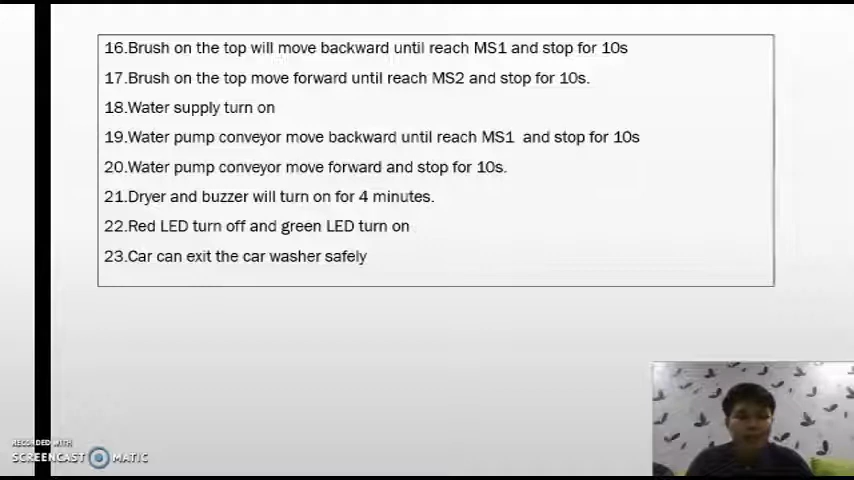 16.Brush on the top will move backward until reach MS1 and stop for 10s
17.Brush on the top move forward until reach MS2 and stop for 10s.
18.Water supply turn on
19.Water pump conveyor move backward until reach MS1 and stop for 10s
20.Water pump conveyor move forward and stop for 10s.
21.Dryer and buzzer will turn on for 4 minutes.
22.Red LED turn off and green LED turn on
23.Car can exit the car washer safely
RECORDED WITH
SCREENCAST MATIC